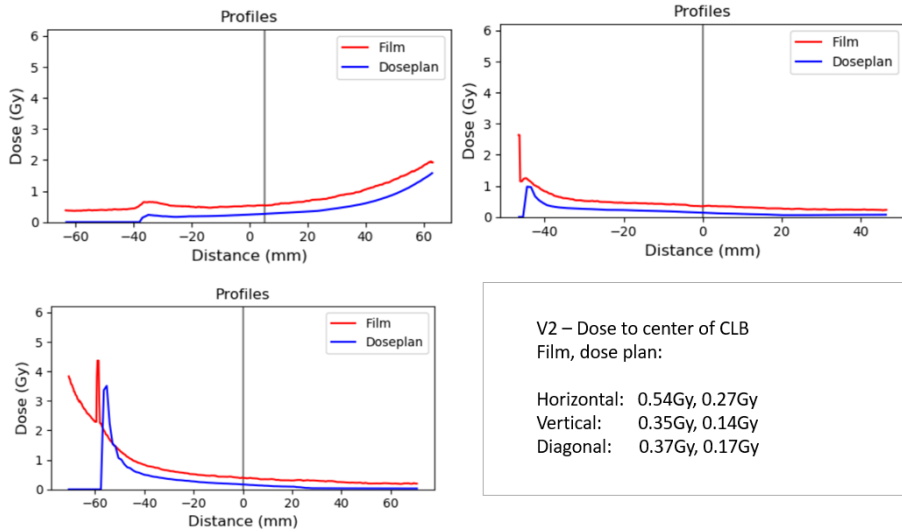 Profiles
Film
Doseplan
Dose (Gy)
6
5
4
3
2
1
0
−60
−40
−20
0
20
40
60
Distance (mm)
Profiles
Film
Doseplan
Dose (Gy)
6
5
4
3
2
1
0
−40
−20
0
20
40
Distance (mm)
Profiles
Film
Doseplan
Dose (Gy)
6
5
4
3
2
1
0
−60
−40
−20
0
20
40
60
Distance (mm)
V2 – Dose to center of CLB
Film, dose plan:
Horizontal: 0.54Gy, 0.27Gy
Vertical: 0.35Gy, 0.14Gy
Diagonal: 0.37Gy, 0.17Gy